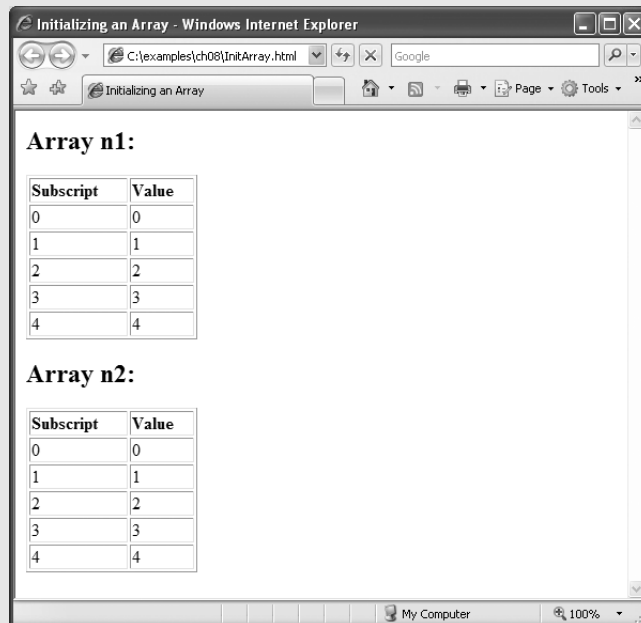 Initializing an Array - Windows Internet Explorer
C:\examples\ch08\InitArray.html
Google
Initializing an Array
Page
Tools
Array n1:
Subscript Value
0 0
1 1
2 2
3 3
4 4
Array n2:
Subscript Value
0 0
1 1
2 2
3 3
4 4
My Computer 100%